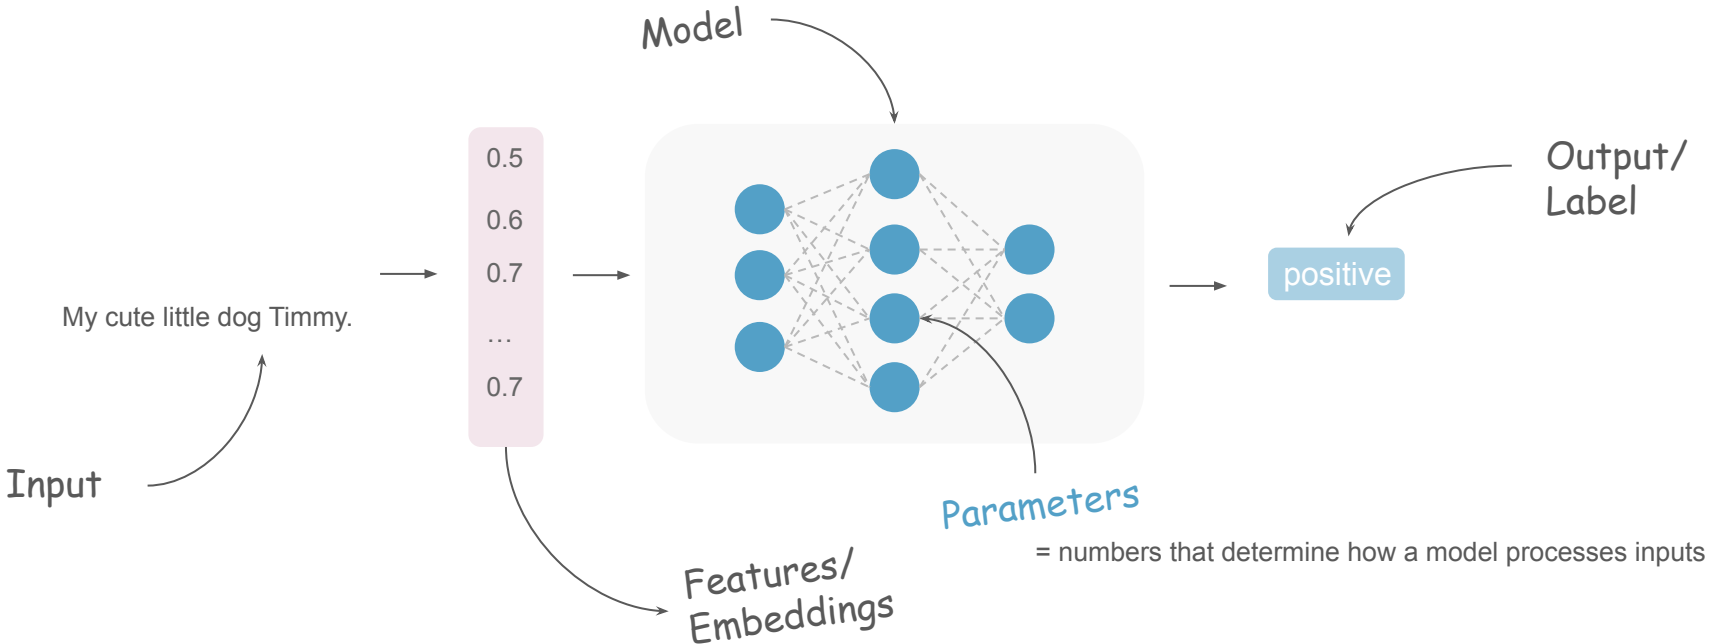 Model
Output/
Label
0.5
0.6
0.7
...
0.7
positive
My cute little dog Timmy.
Input
Parameters
= numbers that determine how a model processes inputs
Features/
Embeddings